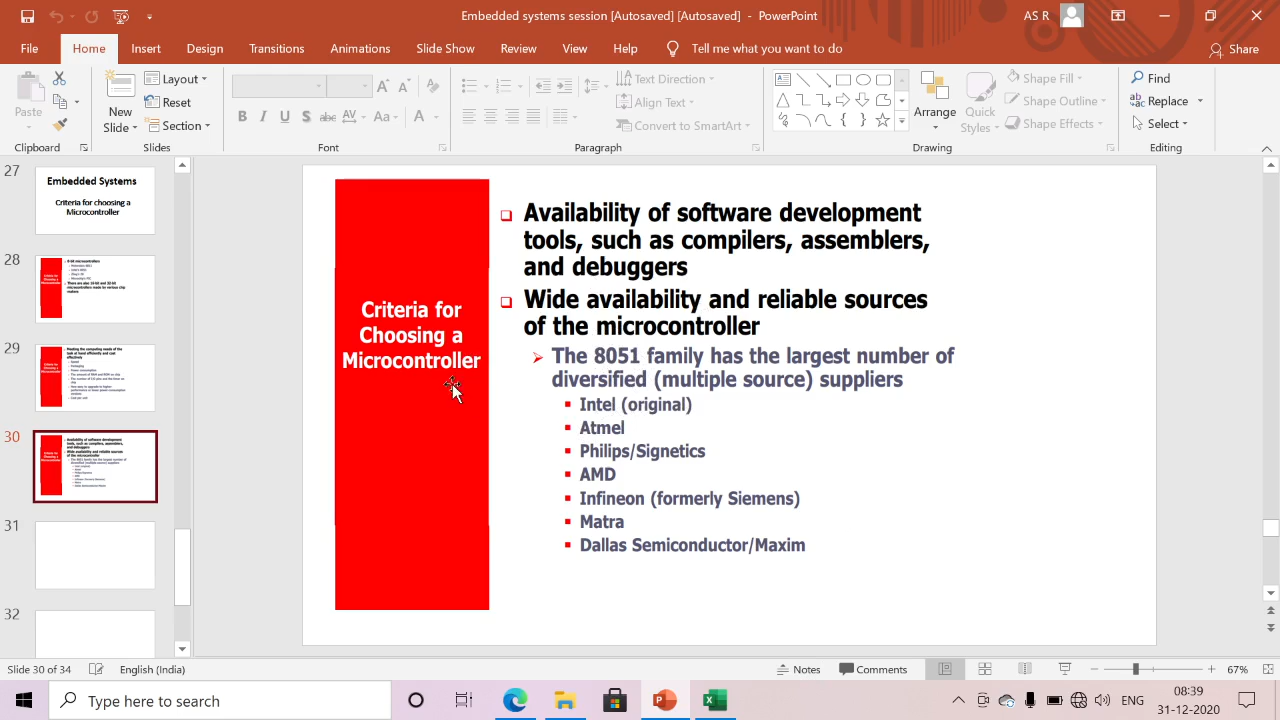 Embedded systems session [Autosaved] [Autosaved] - PowerPoint
AS R
File Home Insert Design Transitions Animations Slide Show Review View Help Tell me what you want to do Share
Paste
Clipboard
New Slide
Layout
Reset
Section
Slides
Font
Text Direction
Align Text
Convert to SmartArt
Paragraph
Arrange
Quick Styles
Shape Fill
Shape Outline
Shape Effects
Drawing
Find
Replace
Select
Editing
27
Embedded Systems
Criteria for choosing a
Microcontroller
28
29
30
31
32
Criteria for
Choosing a
Microcontroller
Availability of software development
tools, such as compilers, assemblers,
and debuggers
Wide availability and reliable sources
of the microcontroller
The 8051 family has the largest number of
diversified (multiple source) suppliers
Intel (original)
Atmel
Philips/Signetics
AMD
Infineon (formerly Siemens)
Matra
Dallas Semiconductor/Maxim
Slide 30 of 34
English (India)
Notes
Comments
67%
Type here to search
ENG
08:39
31-12-2020